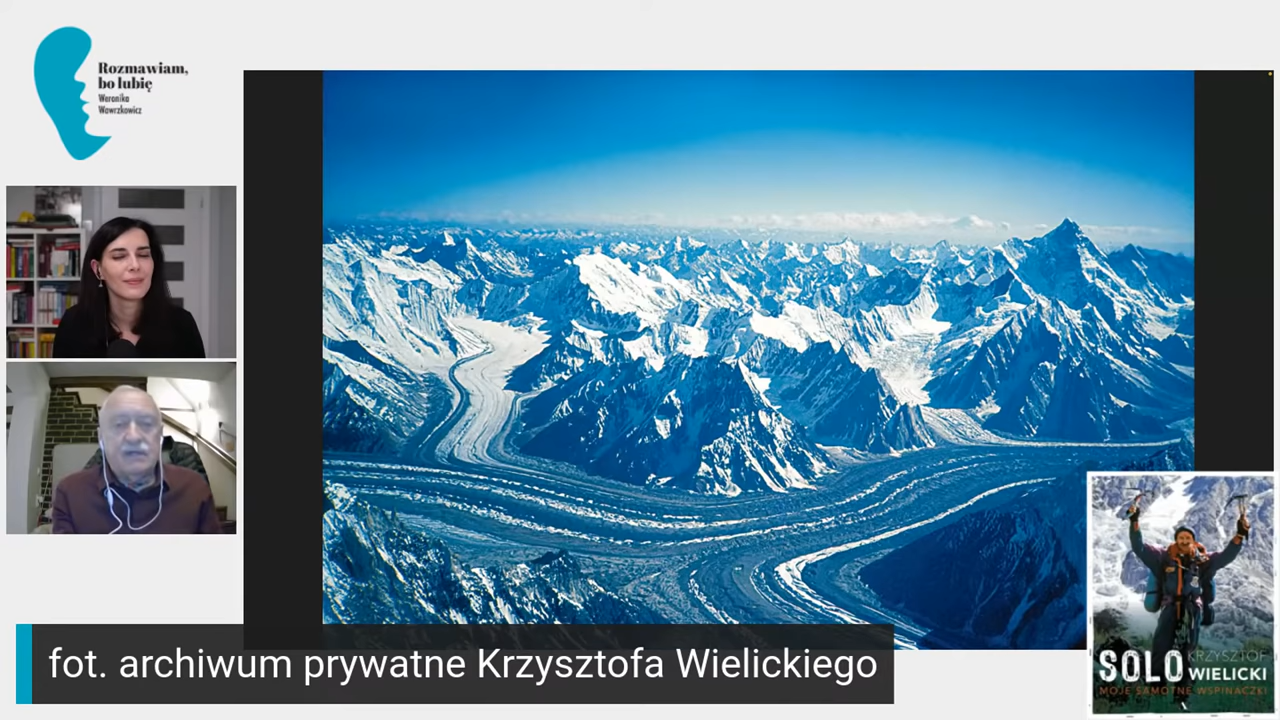 Rozmawiam,
bo lubię
Weronika
Wawrzkowicz
fot. archiwum prywatne Krzysztofa Wielickiego
SOLO KRZYSZTOF
WIELICKI
MOJE SAMOTNE WSPINACZKI